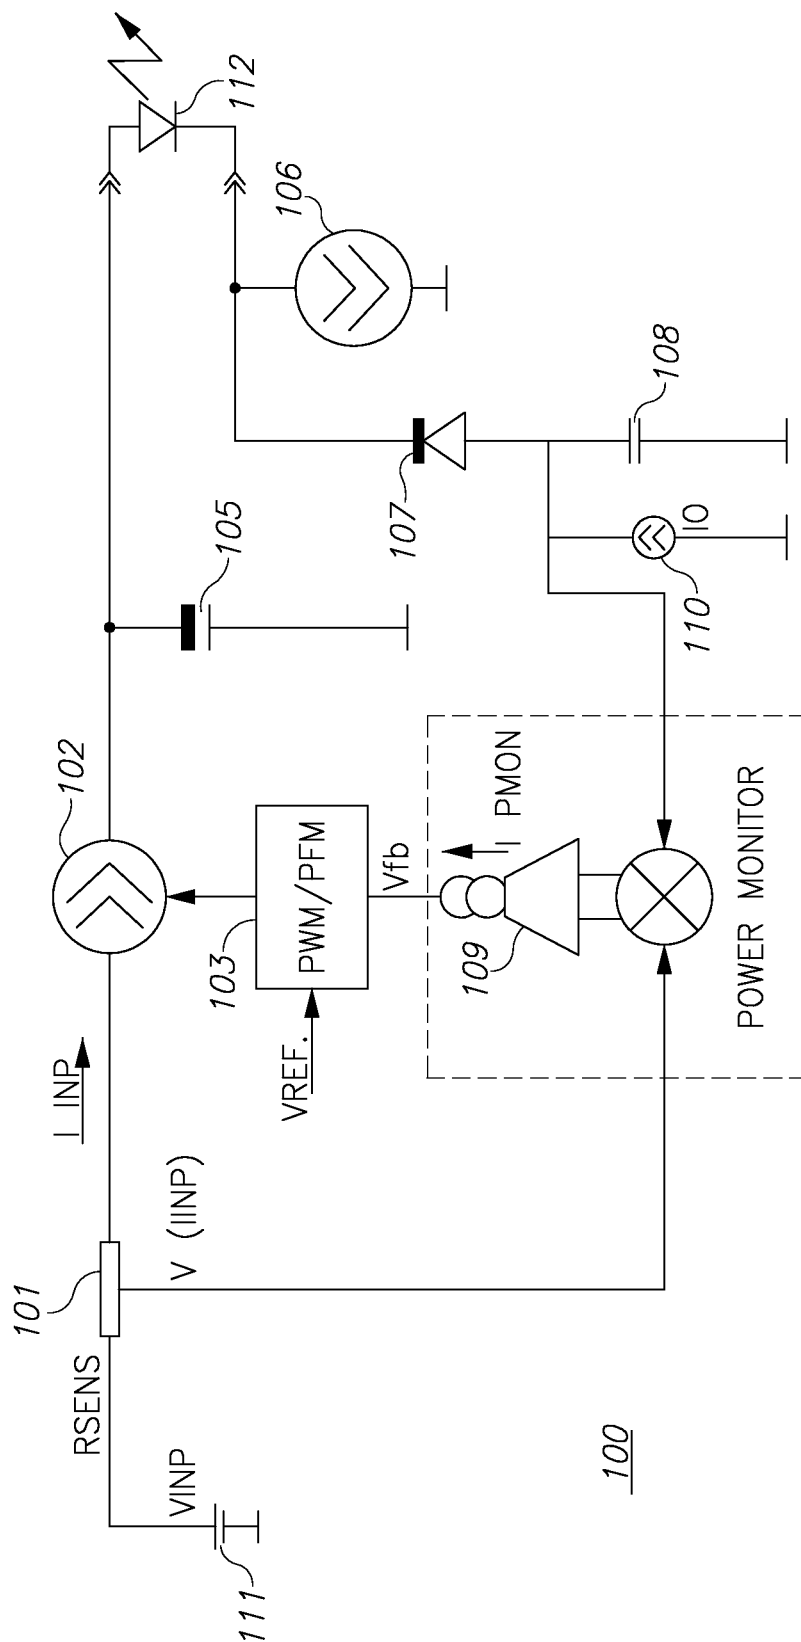 112
106
108
107
105
IO
110
102
PWM/PFM
103
Vfb
I PMON
109
POWER MONITOR
VREF.
I INP
V (IINP)
101
RSENS
VINP
111
100